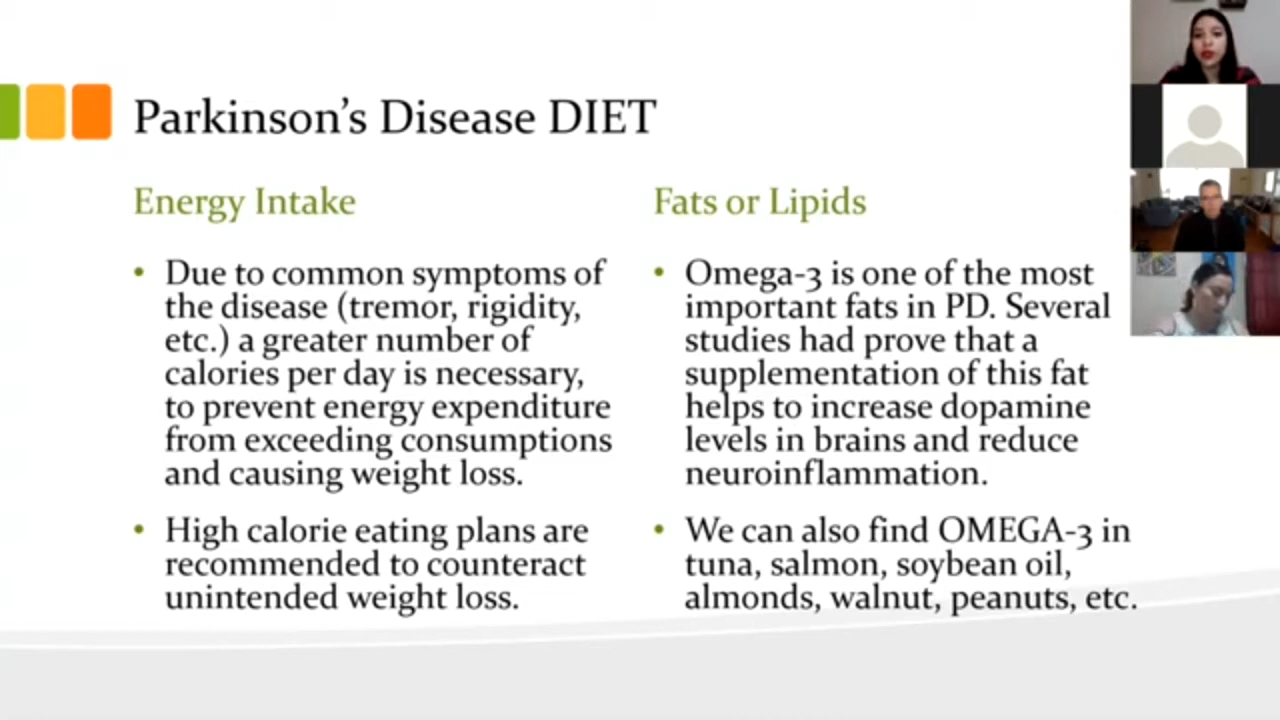 Parkinson's Disease DIET
Energy Intake
• Due to common symptoms of
the disease (tremor, rigidity,
etc.) a greater number of
calories per day is necessary,
to prevent energy expenditure
from exceeding consumptions
and causing weight loss.
• High calorie eating plans are
recommended to counteract
unintended weight loss.
Fats or Lipids
• Omega-3 is one of the most
important fats in PD. Several
studies had prove that a
supplementation of this fat
helps to increase dopamine
levels in brains and reduce
neuroinflammation.
• We can also find OMEGA-3 in
tuna, salmon, soybean oil,
almonds, walnut, peanuts, etc.